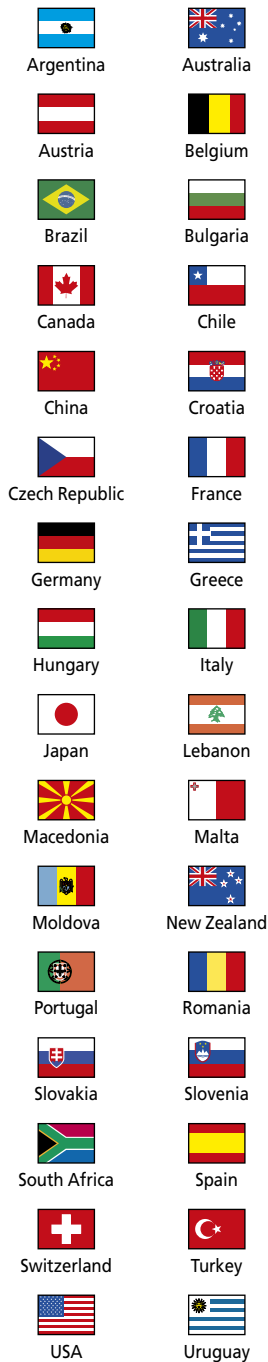 Argentina Australia
Austria Belgium
Brazil Bulgaria
Canada Chile
China Croatia
Czech Republic France
Germany Greece
Hungary Italy
Japan Lebanon
Macedonia Malta
Moldova New Zealand
Portugal Romania
Slovakia Slovenia
South Africa Spain
Switzerland Turkey
USA Uruguay